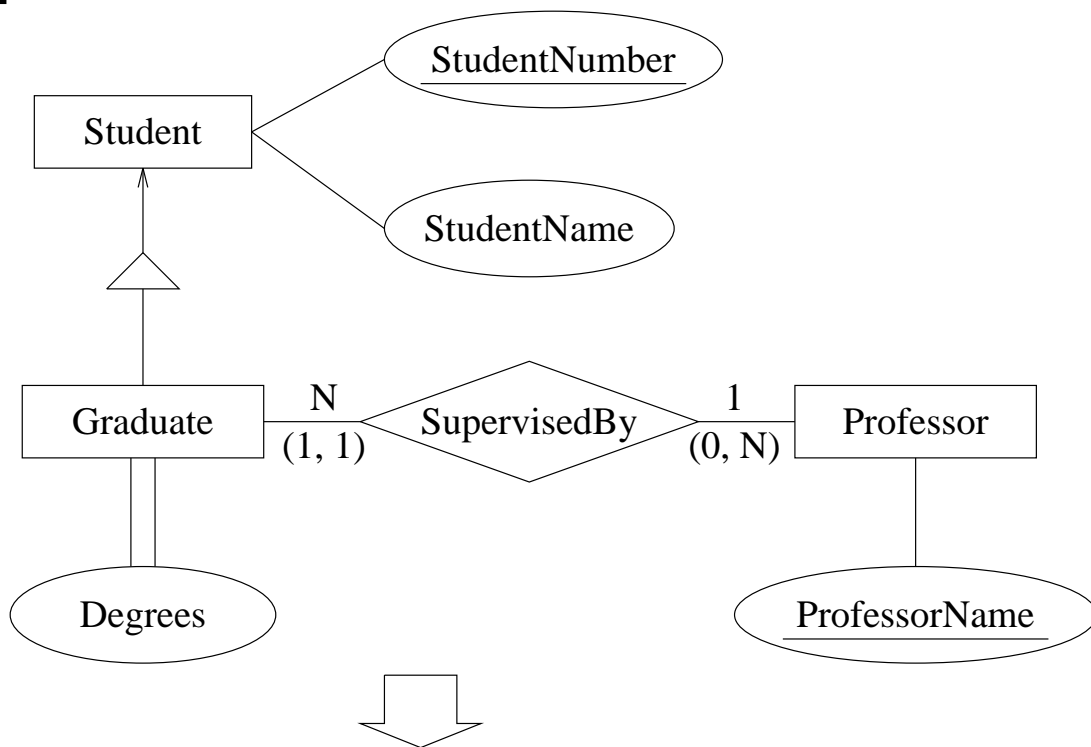 StudentNumber
Student
StudentName
N
1
Graduate
SupervisedBy
Professor
(1, 1)
(0, N)
Degrees
ProfessorName